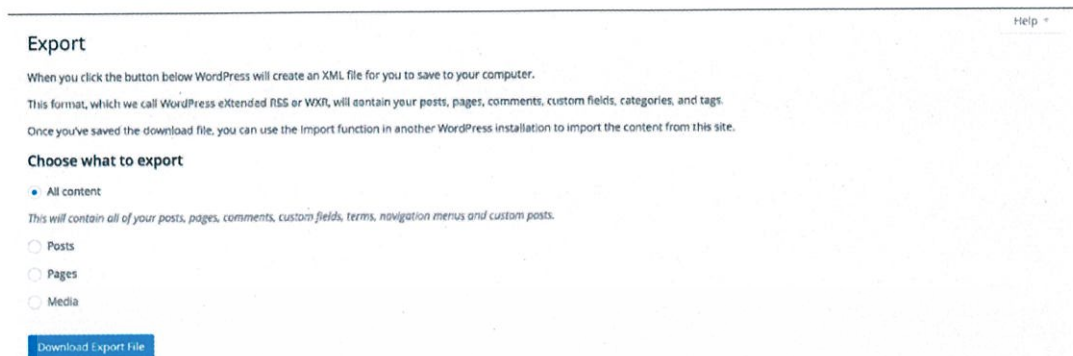 Help
Export
When you click the button below WordPress will create an XML file for you to save to your computer.
This format, which we call WordPress eXtended RSS or WXR, will contain your posts, pages, comments, custom fields, categories, and tags.
Once you've saved the download file, you can use the Import function in another WordPress installation to import the content from this site.
Choose what to export
All content
This will contain all of your posts, pages, comments, custom fields, terms, navigation menus and custom posts.
Posts
Pages
Media
Download Export File